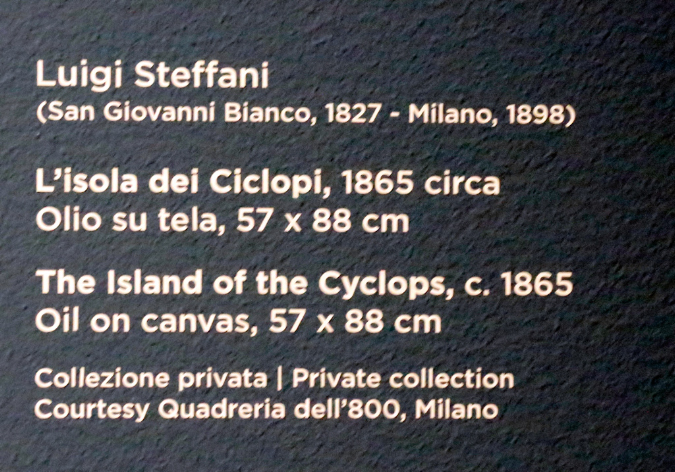 Luigi Steffani
(San Giovanni Bianco, 1827 - Milano, 1898)
L'isola dei Ciclopi, 1865 circa
Olio su tela, 57 x 88 cm
The Island of the Cyclops, c. 1865
Oil on canvas, 57 x 88 cm
Collezione privata | Private collection
Courtesy Quadreria dell'800, Milano